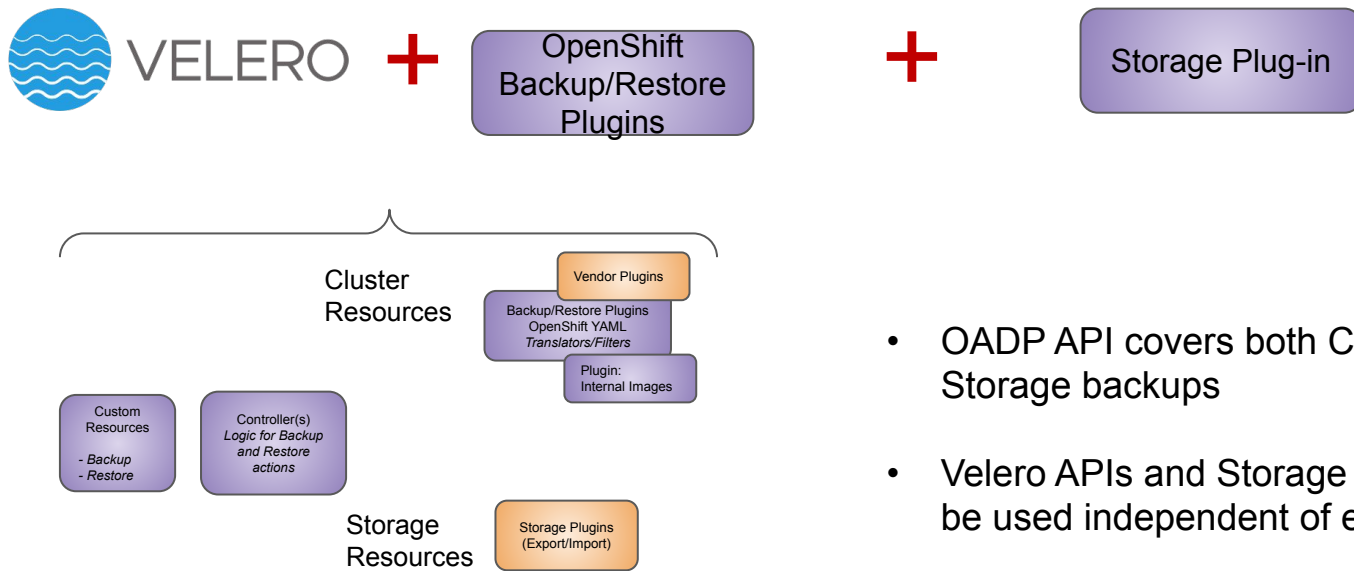 VELERO
+
OpenShift
Backup/Restore
Plugins
+
Storage Plug-in
Cluster
Resources
Vendor Plugins
Backup/Restore Plugins
OpenShift YAML
Translators/Filters
Plugin:
Internal Images
Custom
Resources
- Backup
- Restore
Controller(s)
Logic for Backup
and Restore
actions
Storage
Resources
Storage Plugins
(Export/Import)
• OADP API covers both
Storage backups
• Velero APIs and Storage
be used independent of